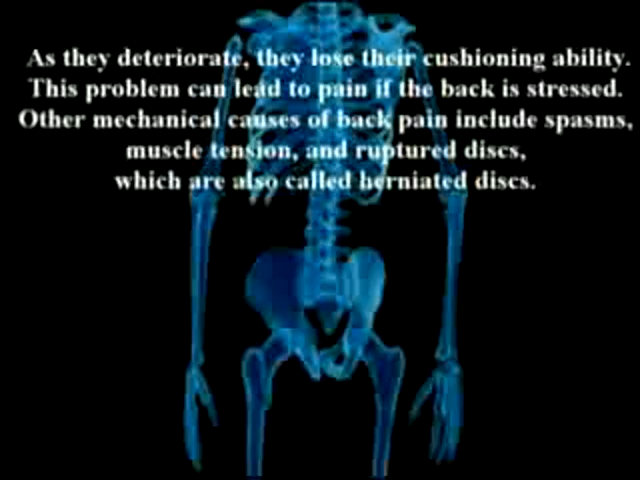 As they deteriorate, they lose their cushioning ability.
This problem can lead to pain if the back is stressed.
Other mechanical causes of back pain include spasms,
muscle tension, and ruptured discs,
which are also called herniated discs.